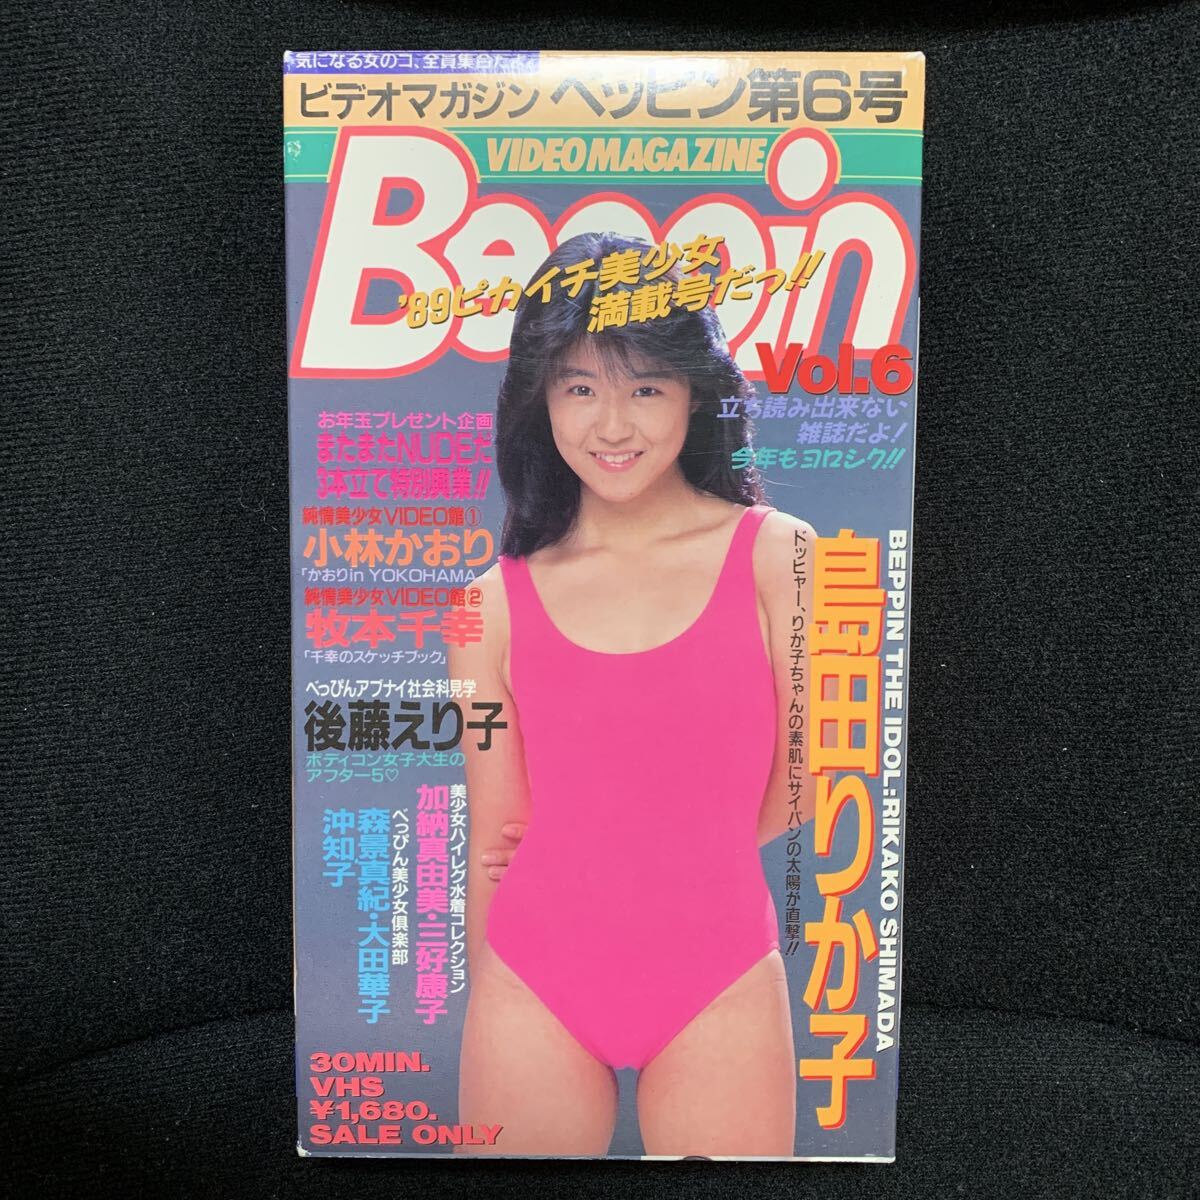 気になる女のコ、全員集合だよ!
ビデオマガジン ベッピン第6号
VIDEO MAGAZINE
Beppin
'89ピカイチ美少女
満載号だっ!!
Vol.6
立ち読み出来ない
雑誌だよ!
今年もヨロシク!!
お年玉プレゼント企画
またまたNUDEだ
3本立て特別興業!!
純情美少女VIDEO館①
小林かおり
「かおりin YOKOHAMA」
純情美少女VIDEO館②
牧本千幸
「千幸のスケッチブック」
べっぴんアブナイ社会科見学
後藤えり子
ボディコン女子大生の
アフター5♡
美少女ハイレグ水着コレクション
加納真由美・三好康子
べっぴん美少女倶楽部
森景真紀・大田華子
沖知子
BEPPIN THE IDOL:RIKAKO SHIMADA
島田りか子
ドッヒャー、りか子ちゃんの素肌にサイパンの太陽が直撃!!
30MIN.
VHS
¥1,680.
SALE ONLY